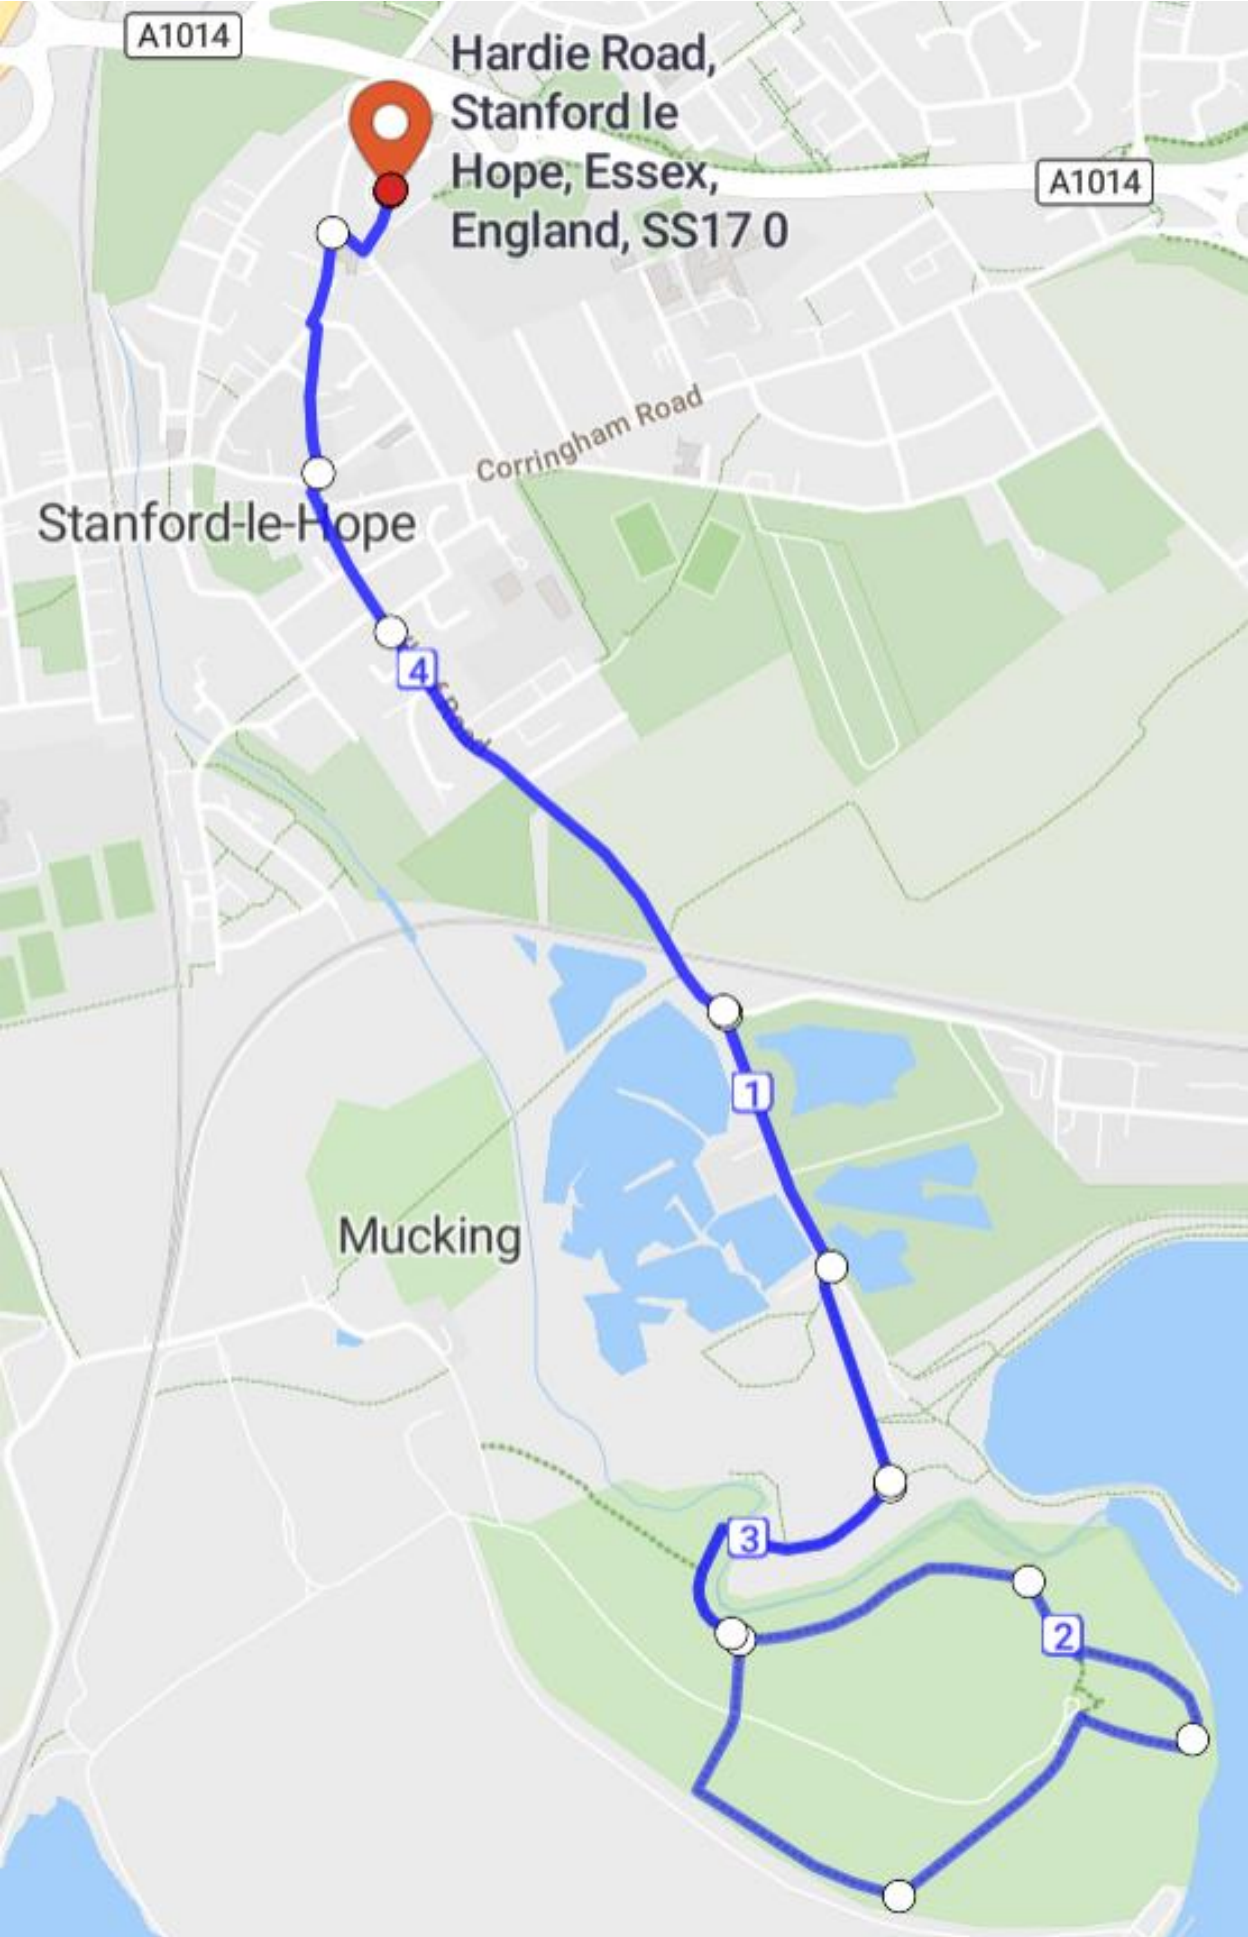 A1014
Hardie Road,
Stanford le
Hope, Essex,
England, SS17 0
A1014
Corringham Road
Stanford-le-Hope
4
1
Mucking
3
2